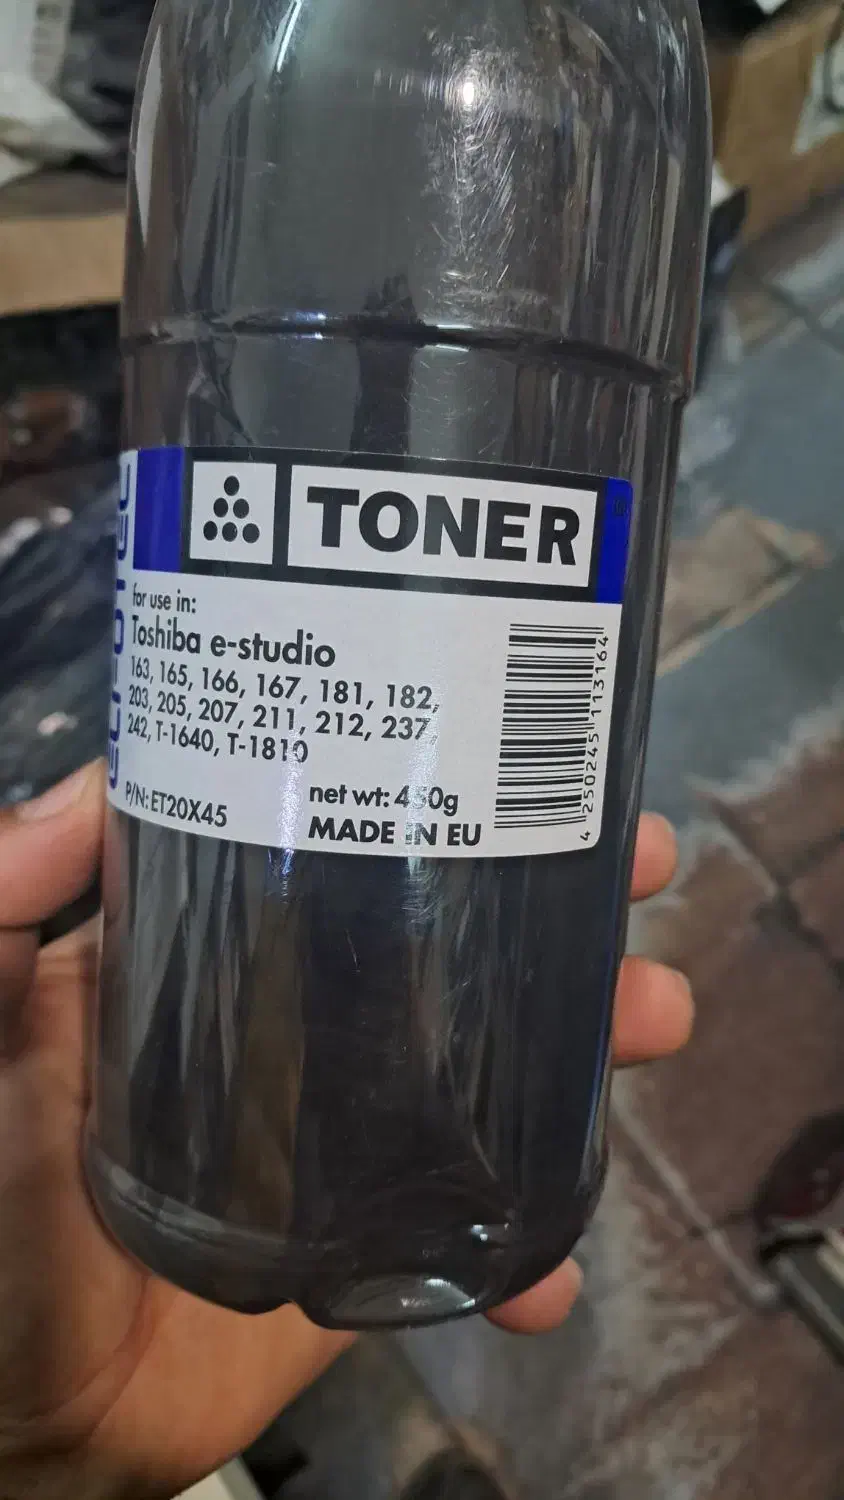 TONER
for use in:
Toshiba e-studio
163, 165, 166, 167, 181, 182,
203, 205, 207, 211, 212, 237,
242, T-1640, T-1810
P/N: ET20X45
net wt: 450g
MADE IN EU
4 250245 113164